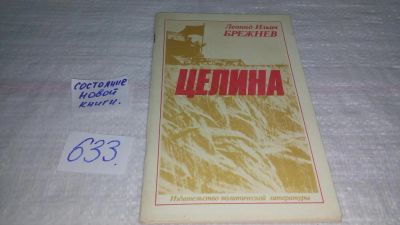 Леонид Ильич
БРЕЖНЕВ
ЦЕЛИНА
Издательство политической литературы
СОСТОЯНИЕ
НОВОЙ
КНИГИ.
633.